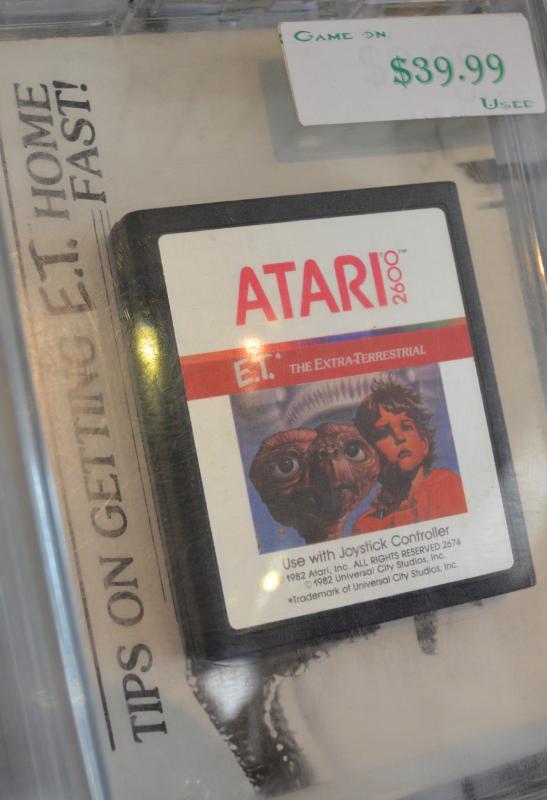 GAME ON
$39.99
USED
TIPS ON GETTING E.T. HOME
FAST!
ATARI 2600™
E.T.* THE EXTRA-TERRESTRIAL
Use with Joystick Controller
©1982 Atari, Inc. ALL RIGHTS RESERVED 2674
©1982 Universal City Studios, Inc.
*Trademark of Universal City Studios, Inc.